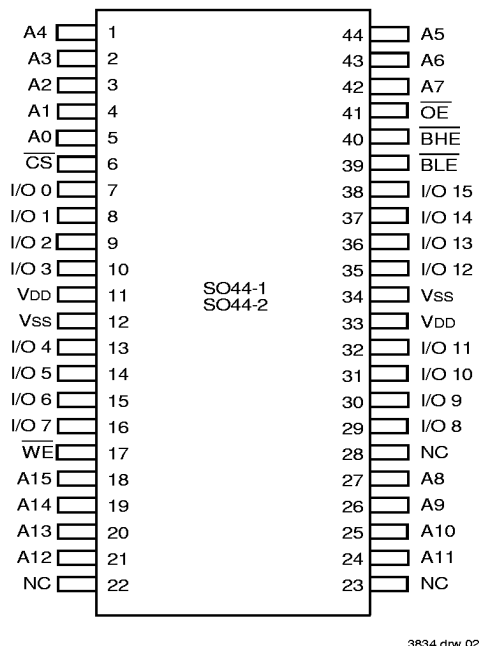 A4 1 44 A5
A3 2 43 A6
A2 3 42 A7
A1 4 41 OE
A0 5 40 BHE
CS 6 39 BLE
I/O 0 7 38 I/O 15
I/O 1 8 37 I/O 14
I/O 2 9 36 I/O 13
I/O 3 10 35 I/O 12
VDD 11 SO44-1 34 VSS
SO44-2
VSS 12 33 VDD
I/O 4 13 32 I/O 11
I/O 5 14 31 I/O 10
I/O 6 15 30 I/O 9
I/O 7 16 29 I/O 8
WE 17 28 NC
A15 18 27 A8
A14 19 26 A9
A13 20 25 A10
A12 21 24 A11
NC 22 23 NC
3834 drw 02